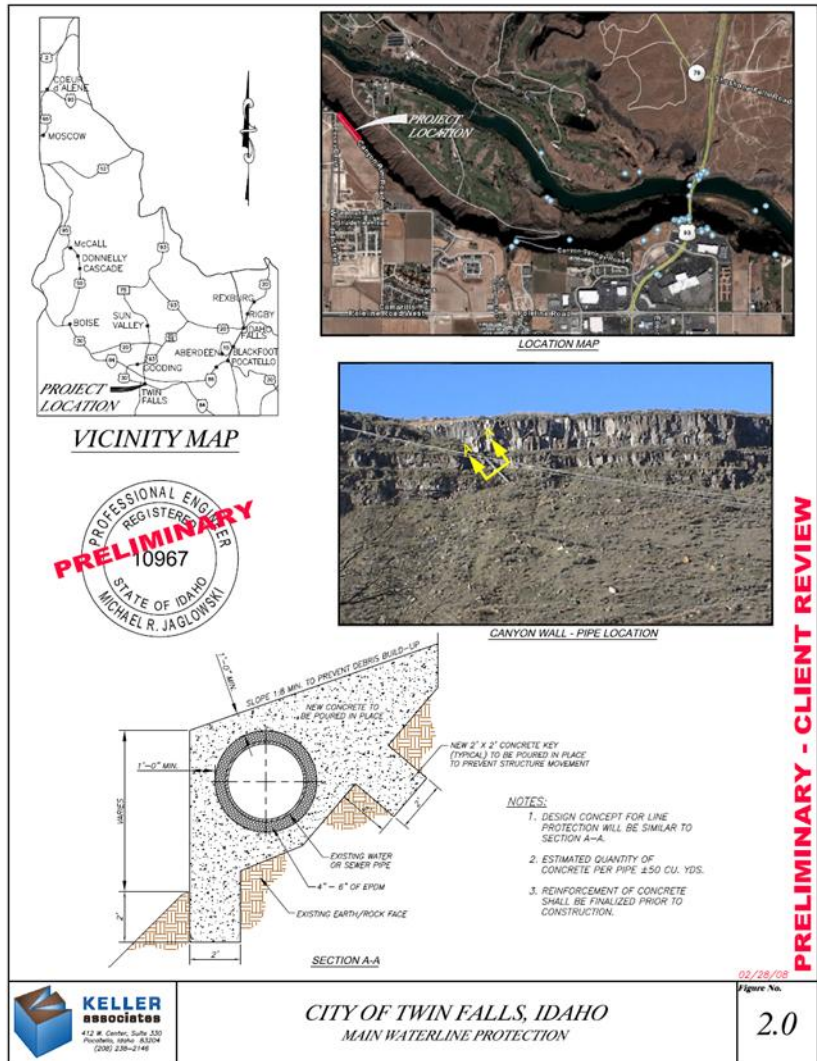 COEUR
d'ALENE
MOSCOW
McCALL
DONNELLY
CASCADE
BOISE
SUN
VALLEY
REXBURG
RIGBY
IDAHO
FALLS
ABERDEEN
BLACKFOOT
POCATELLO
GOODING
TWIN
FALLS
PROJECT
LOCATION
VICINITY MAP
PROJECT
LOCATION
79
93
LOCATION MAP
A
A
CANYON WALL - PIPE LOCATION
PROFESSIONAL ENGINEER
REGISTERED
10967
STATE OF IDAHO
MICHAEL R. JAGLOWSKI
PRELIMINARY
1'-0" MIN.
SLOPE 1:8 MIN. TO PREVENT DEBRIS BUILD-UP
NEW CONCRETE TO
BE POURED IN PLACE
1'-0" MIN.
VARIES
NEW 2' X 2' CONCRETE KEY
(TYPICAL) TO BE POURED IN PLACE
TO PREVENT STRUCTURE MOVEMENT
2'
2'
EXISTING WATER
OR SEWER PIPE
4" - 6" OF EPDM
EXISTING EARTH/ROCK FACE
2'
2'
SECTION A-A
NOTES:
1. DESIGN CONCEPT FOR LINE
PROTECTION WILL BE SIMILAR TO
SECTION A-A.
2. ESTIMATED QUANTITY OF
CONCRETE PER PIPE ±50 CU. YDS.
3. REINFORCEMENT OF CONCRETE
SHALL BE FINALIZED PRIOR TO
CONSTRUCTION.
PRELIMINARY - CLIENT REVIEW
02/28/08
KELLER
associates
412 W. Center, Suite 330
Pocatello, Idaho 83204
(208) 238-2146
CITY OF TWIN FALLS, IDAHO
MAIN WATERLINE PROTECTION
Figure No.
2.0